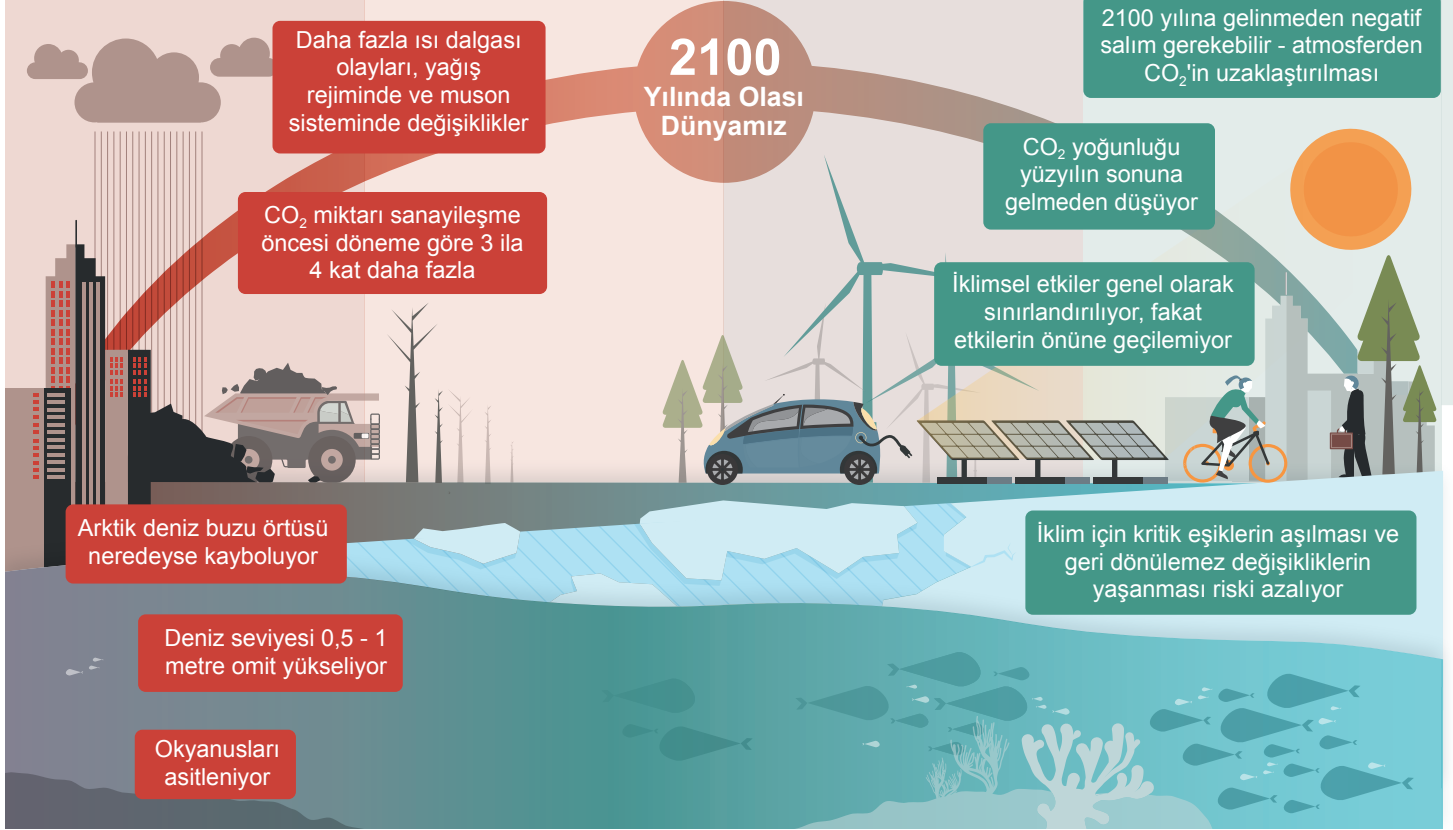 2100
Yılında Olası
Dünyamız
Daha fazla ısı dalgası
olayları, yağış
rejiminde ve muson
sisteminde değişiklikler
CO₂ miktarı sanayileşme
öncesi döneme göre 3 ila
4 kat daha fazla
Arktik deniz buzu örtüsü
neredeyse kayboluyor
Deniz seviyesi 0,5 - 1
metre omit yükseliyor
Okyanusları
asitleniyor
2100 yılına gelinmeden negatif
salım gerekebilir - atmosferden
CO₂'in uzaklaştırılması
CO₂ yoğunluğu
yüzyılın sonuna
gelmeden düşüyor
İklimsel etkiler genel olarak
sınırlandırılıyor, fakat
etkilerin önüne geçilemiyor
İklim için kritik eşiklerin aşılması ve
geri dönülemez değişikliklerin
yaşanması riski azalıyor